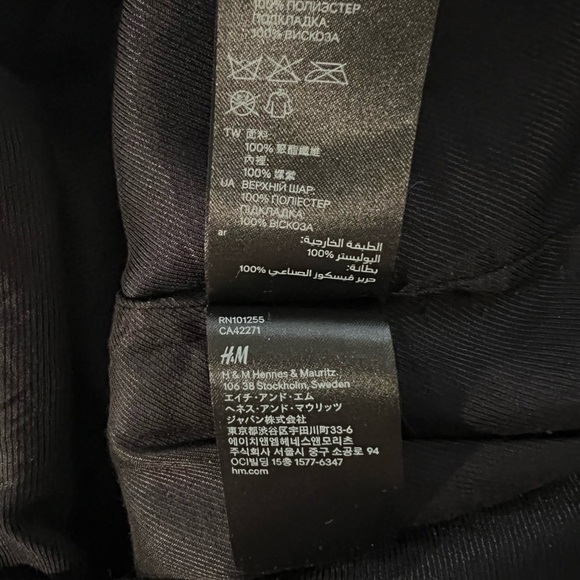 100% ПОЛИЭСТЕР
ПОДКЛАДКА:
100% ВИСКОЗА
TW 面料:
100% 聚酯纖維
內裡:
100% 嫘縈
UA ВЕРХНІЙ ШАР:
100% ПОЛІЕСТЕР
ПІДКЛАДКА:
100% ВІСКОЗА
ar
الطبقة الخارجية:
البوليستر %100
بطانة:
حرير فيسكوز الصناعي %100
RN101255
CA42271
H&M
H & M Hennes & Mauritz
106 38 Stockholm, Sweden
エイチ・アンド・エム
ヘネス・アンド・マウリッツ
ジャパン株式会社
東京都渋谷区宇田川町33-6
에이치앤엠헤네스앤모리츠
주식회사 서울시 중구 소공로 94
OCI빌딩 15층 1577-6347
hm.com